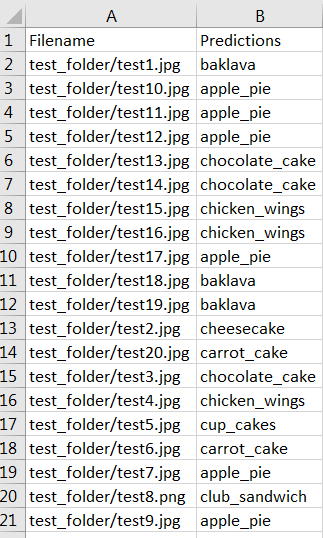 A B
1 Filename Predictions
2 test_folder/test1.jpg baklava
3 test_folder/test10.jpg apple_pie
4 test_folder/test11.jpg apple_pie
5 test_folder/test12.jpg apple_pie
6 test_folder/test13.jpg chocolate_cake
7 test_folder/test14.jpg chocolate_cake
8 test_folder/test15.jpg chicken_wings
9 test_folder/test16.jpg chicken_wings
10 test_folder/test17.jpg apple_pie
11 test_folder/test18.jpg baklava
12 test_folder/test19.jpg baklava
13 test_folder/test2.jpg cheesecake
14 test_folder/test20.jpg carrot_cake
15 test_folder/test3.jpg chocolate_cake
16 test_folder/test4.jpg chicken_wings
17 test_folder/test5.jpg cup_cakes
18 test_folder/test6.jpg carrot_cake
19 test_folder/test7.jpg apple_pie
20 test_folder/test8.png club_sandwich
21 test_folder/test9.jpg apple_pie